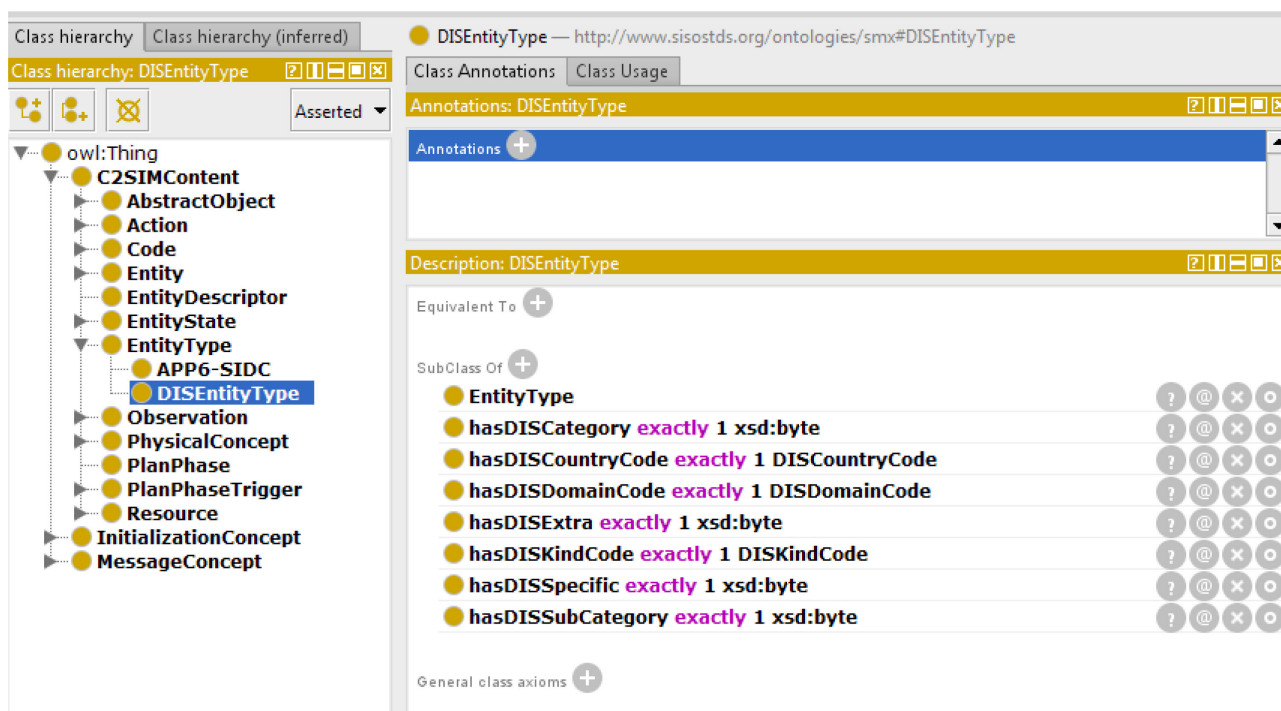 Class hierarchy Class hierarchy (inferred)
Class hierarchy: DISEntityType
Asserted
owl:Thing
C2SIMContent
AbstractObject
Action
Code
Entity
EntityDescriptor
EntityState
EntityType
APP6-SIDC
DISEntityType
Observation
PhysicalConcept
PlanPhase
PlanPhaseTrigger
Resource
InitializationConcept
MessageConcept
DISEntityType — http://www.sisostds.org/ontologies/smx#DISEntityType
Class Annotations Class Usage
Annotations: DISEntityType
Annotations
Description: DISEntityType
Equivalent To
SubClass Of
EntityType
hasDISCategory exactly 1 xsd:byte
hasDISCountryCode exactly 1 DISCountryCode
hasDISDomainCode exactly 1 DISDomainCode
hasDISExtra exactly 1 xsd:byte
hasDISKindCode exactly 1 DISKindCode
hasDISSpecific exactly 1 xsd:byte
hasDISSubCategory exactly 1 xsd:byte
General class axioms